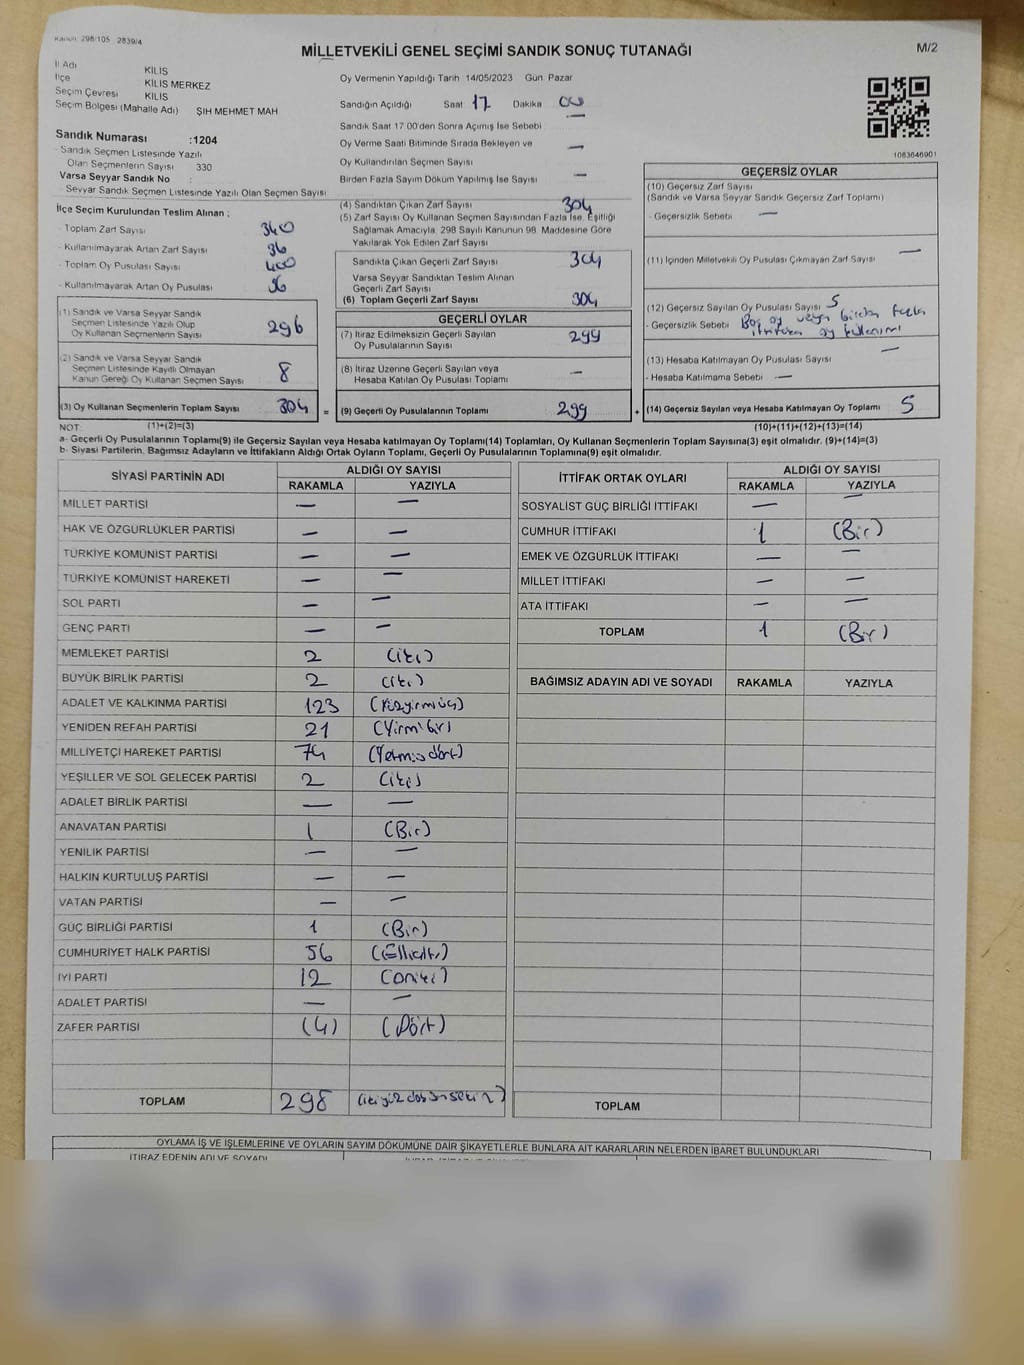 Kanun: 298/105 2839/4
MİLLETVEKİLİ GENEL SEÇİMİ SANDIK SONUÇ TUTANAĞI
M/2
İl Adı KİLİS
İlçe KİLİS MERKEZ
Seçim Çevresi KİLİS
Seçim Bölgesi (Mahalle Adı) ŞIH MEHMET MAH
Sandık Numarası :1204
- Sandık Seçmen Listesinde Yazılı
Olan Seçmenlerin Sayısı 330
Varsa Seyyar Sandık No :
- Seyyar Sandık Seçmen Listesinde Yazılı Olan Seçmen Sayısı
Oy Vermenin Yapıldığı Tarih 14/05/2023 Gün: Pazar
Sandığın Açıldığı Saat 17 Dakika 00
Sandık Saat 17 00'den Sonra Açımış İse Sebebi —
Oy Verme Saati Bitiminde Sırada Bekleyen ve
Oy Kullandırılan Seçmen Sayısı —
Birden Fazla Sayım Döküm Yapılmış İse Sayısı —
1083646901
İlçe Seçim Kurulundan Teslim Alınan ;
- Toplam Zarf Sayısı 340
- Kullanılmayarak Artan Zarf Sayısı 36
- Toplam Oy Pusulası Sayısı 400
- Kullanılmayarak Artan Oy Pusulası 96
(1) Sandık ve Varsa Seyyar Sandık
Seçmen Listesinde Yazılı Olup
Oy Kullanan Seçmenlerin Sayısı 296
(2) Sandık ve Varsa Seyyar Sandık
Seçmen Listesinde Kayıtlı Olmayan
Kanun Gereği Oy Kullanan Seçmen Sayısı 8
(3) Oy Kullanan Seçmenlerin Toplam Sayısı 304
(1)+(2)=(3)
(4) Sandıktan Çıkan Zarf Sayısı 304
(5) Zarf Sayısı Oy Kullanan Seçmen Sayısından Fazla İse, Eşitliği
Sağlamak Amacıyla, 298 Sayılı Kanunun 98. Maddesine Göre
Yakılarak Yok Edilen Zarf Sayısı
Sandıkta Çıkan Geçerli Zarf Sayısı 304
Varsa Seyyar Sandıktan Teslim Alınan
Geçerli Zarf Sayısı
(6) Toplam Geçerli Zarf Sayısı 304
GEÇERLİ OYLAR
(7) İtiraz Edilmeksizin Geçerli Sayılan
Oy Pusulalarının Sayısı 299
(8) İtiraz Üzerine Geçerli Sayılan veya
Hesaba Katılan Oy Pusulası Toplamı —
= (9) Geçerli Oy Pusulalarının Toplamı 299
GEÇERSİZ OYLAR
(10) Geçersiz Zarf Sayısı
(Sandık ve Varsa Seyyar Sandık Geçersiz Zarf Toplamı)
- Geçersizlik Sebebi —
(11) İçinden Milletvekili Oy Pusulası Çıkmayan Zarf Sayısı —
(12) Geçersiz Sayılan Oy Pusulası Sayısı 5
- Geçersizlik Sebebi Boş oy veya birden fazla
ittifaka oy kullanımı
(13) Hesaba Katılmayan Oy Pusulası Sayısı —
- Hesaba Katılmama Sebebi —
+ (14) Geçersiz Sayılan veya Hesaba Katılmayan Oy Toplamı 5
(10)+(11)+(12)+(13)=(14)
NOT:
a- Geçerli Oy Pusulalarının Toplamı(9) ile Geçersiz Sayılan veya Hesaba katılmayan Oy Toplamı(14) Toplamları, Oy Kullanan Seçmenlerin Toplam Sayısına(3) eşit olmalıdır. (9)+(14)=(3)
b- Siyasi Partilerin, Bağımsız Adayların ve İttifakların Aldığı Ortak Oyların Toplamı, Geçerli Oy Pusulalarının Toplamına(9) eşit olmalıdır.
SİYASİ PARTİNİN ADI ALDIĞI OY SAYISI
RAKAMLA YAZIYLA
MİLLET PARTİSİ — —
HAK VE ÖZGÜRLÜKLER PARTİSİ — —
TÜRKİYE KOMÜNİST PARTİSİ — —
TÜRKİYE KOMÜNİST HAREKETİ — —
SOL PARTİ — —
GENÇ PARTİ — —
MEMLEKET PARTİSİ 2 (iki)
BÜYÜK BİRLİK PARTİSİ 2 (iki)
ADALET VE KALKINMA PARTİSİ 123 (Yüzyirmiüç)
YENİDEN REFAH PARTİSİ 21 (Yirmibir)
MİLLİYETÇİ HAREKET PARTİSİ 74 (Yetmişdört)
YEŞİLLER VE SOL GELECEK PARTİSİ 2 (iki)
ADALET BİRLİK PARTİSİ — —
ANAVATAN PARTİSİ 1 (Bir)
YENİLİK PARTİSİ — —
HALKIN KURTULUŞ PARTİSİ — —
VATAN PARTİSİ — —
GÜÇ BİRLİĞİ PARTİSİ 1 (Bir)
CUMHURİYET HALK PARTİSİ 56 (Ellialtı)
İYİ PARTİ 12 (oniki)
ADALET PARTİSİ — —
ZAFER PARTİSİ (4) (Dört)
TOPLAM 298 (ikiyüzdoksansekiz)
İTTİFAK ORTAK OYLARI ALDIĞI OY SAYISI
RAKAMLA YAZIYLA
SOSYALİST GÜÇ BİRLİĞİ İTTİFAKI — —
CUMHUR İTTİFAKI 1 (Bir)
EMEK VE ÖZGÜRLÜK İTTİFAKI — —
MİLLET İTTİFAKI — —
ATA İTTİFAKI — —
TOPLAM 1 (Bir)
BAĞIMSIZ ADAYIN ADI VE SOYADI RAKAMLA YAZIYLA
TOPLAM
OYLAMA İŞ VE İŞLEMLERİNE VE OYLARIN SAYIM DÖKÜMÜNE DAİR ŞİKAYETLERLE BUNLARA AİT KARARLARIN NELERDEN İBARET BULUNDUKLARI
İTİRAZ EDENİN ADI VE SOYADI